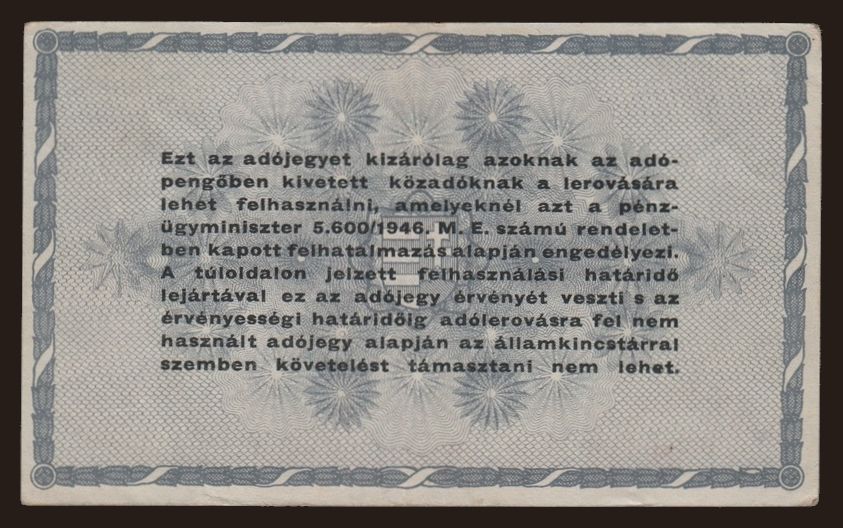 Ezt az adójegyet kizárólag azoknak az adó-
pengőben kivetett közadóknak a lerovására
lehet felhasználni, amelyeknél azt a pénz-
ügyminiszter 5.600/1946. M. E. számú rendelet-
ben kapott felhatalmazás alapján engedélyezi.
A túloldalon jelzett felhasználási határidő
lejártával ez az adójegy érvényét veszti s az
érvényességi határidőig adólerovásra fel nem
használt adójegy alapján az államkincstárral
szemben követelést támasztani nem lehet.